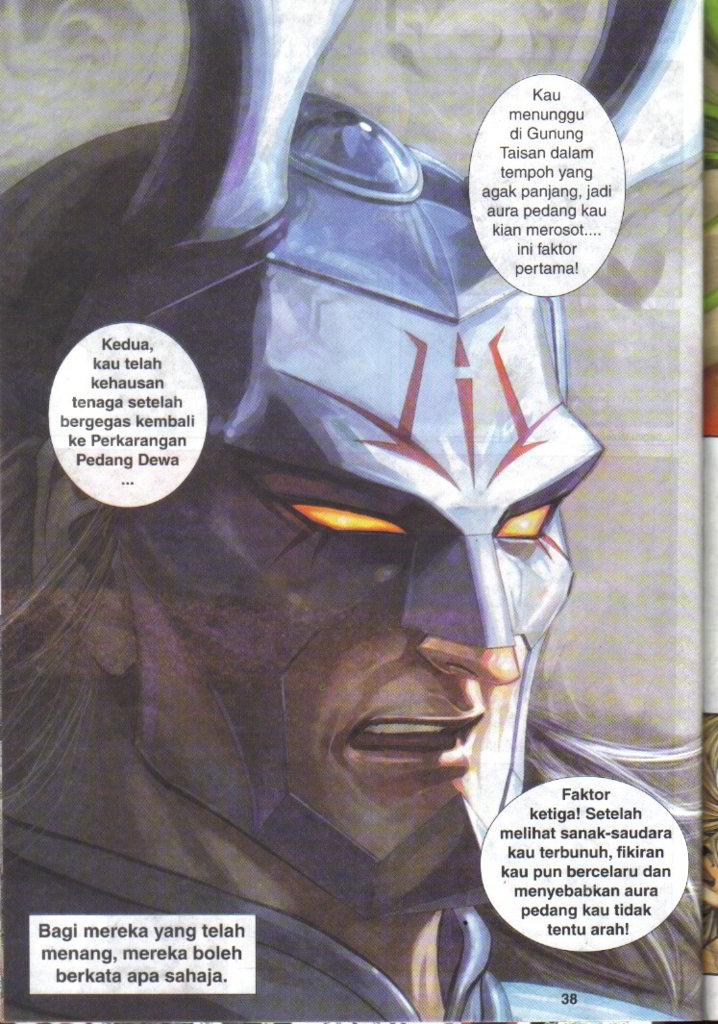 Kau
menunggu
di Gunung
Taisan dalam
tempoh yang
agak panjang, jadi
aura pedang kau
kian merosot....
ini faktor
pertama!
Kedua,
kau telah
kehausan
tenaga setelah
bergegas kembali
ke Perkarangan
Pedang Dewa
...
Faktor
ketiga! Setelah
melihat sanak-saudara
kau terbunuh, fikiran
kau pun bercelaru dan
menyebabkan aura
pedang kau tidak
tentu arah!
Bagi mereka yang telah
menang, mereka boleh
berkata apa sahaja.
38